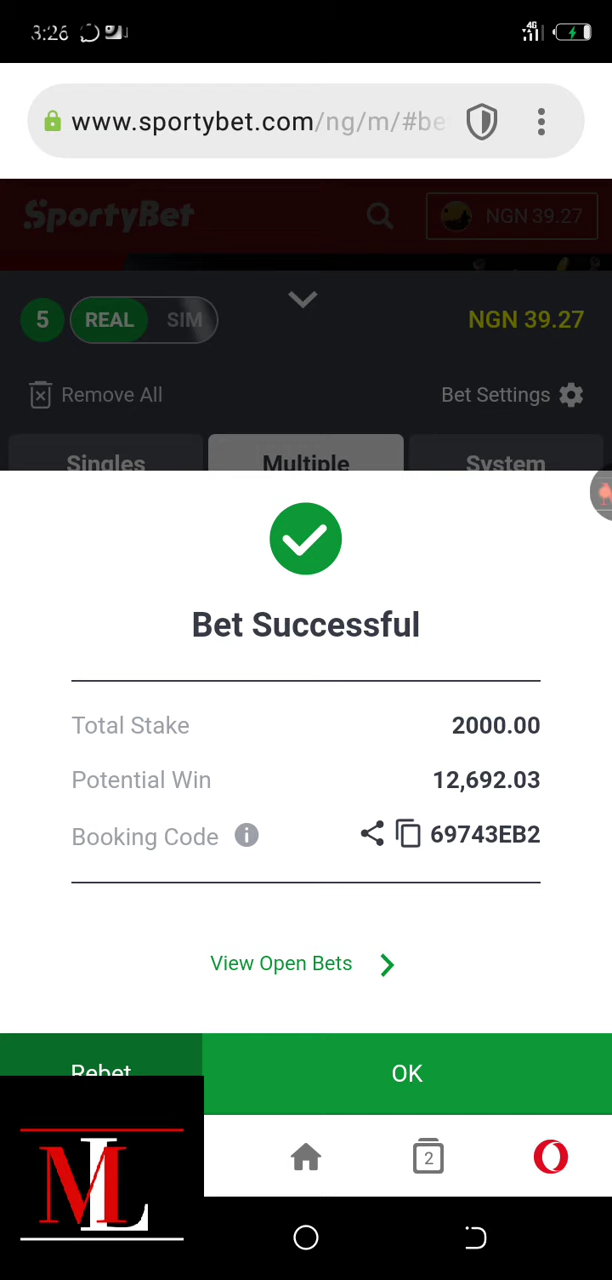 3:26
4G
www.sportybet.com/ng/m/#be
SportyBet
NGN 39.27
5
REAL
SIM
NGN 39.27
Remove All
Bet Settings
Singles
Multiple
System
Bet Successful
Total Stake
2000.00
Potential Win
12,692.03
Booking Code
69743EB2
View Open Bets
Rebet
OK
2
ML